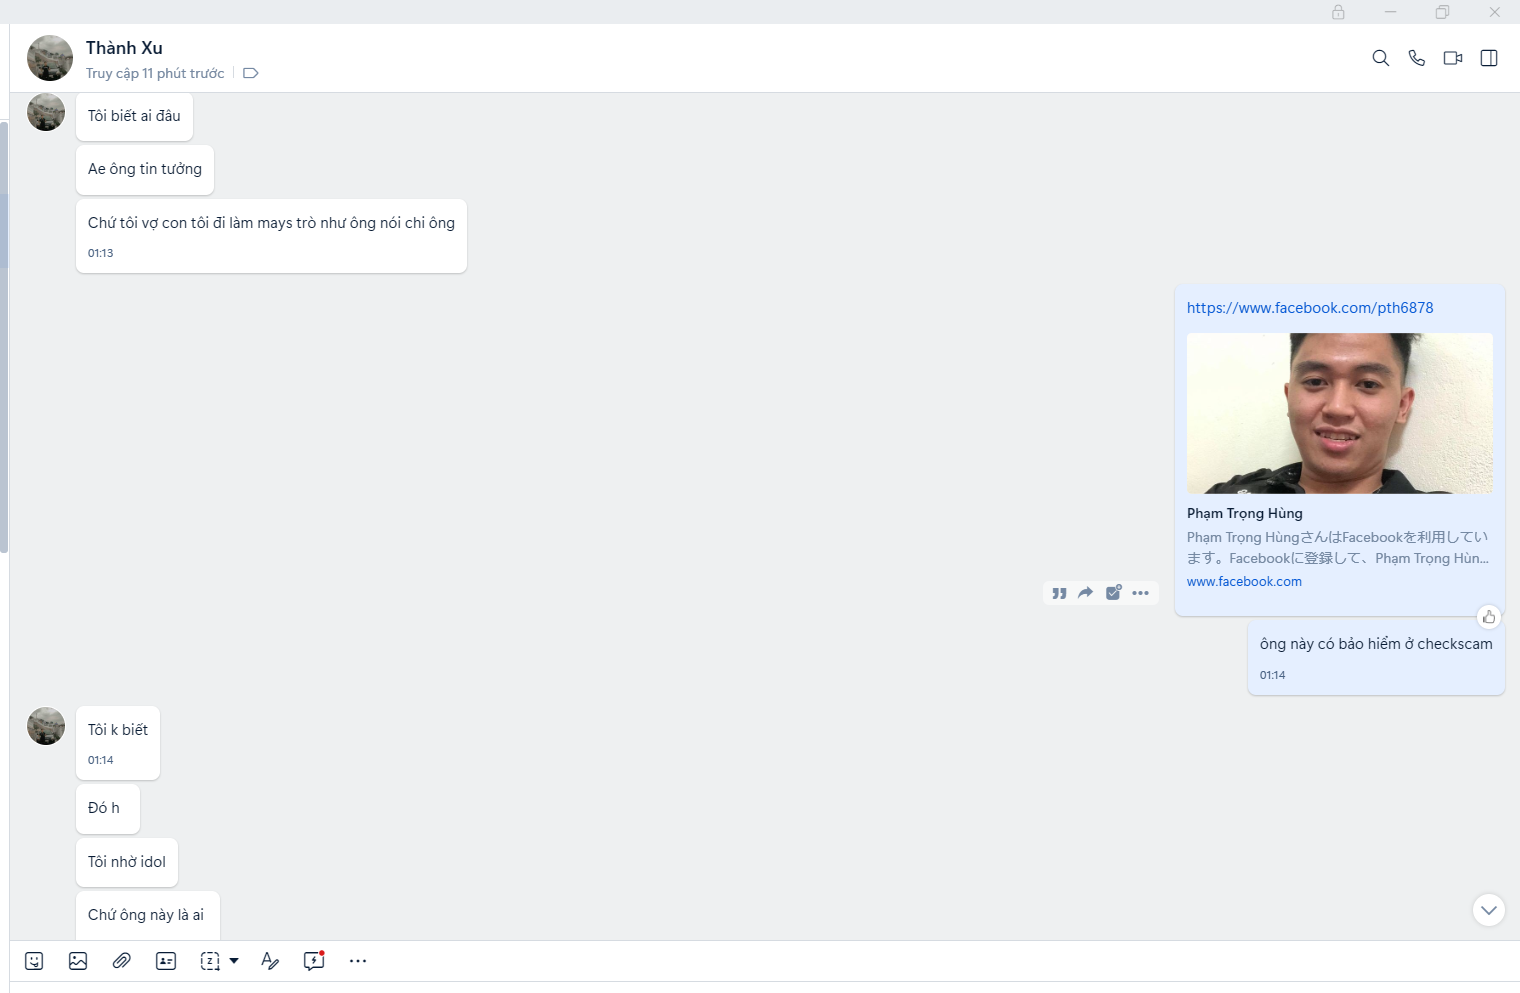 Thành Xu
Truy cập 11 phút trước
Tôi biết ai đâu
Ae ông tin tưởng
Chứ tôi vợ con tôi đi làm mays trò như ông nói chi ông
01:13
https://www.facebook.com/pth6878
Phạm Trọng Hùng
Phạm Trọng HùngさんはFacebookを利用してい
ます。Facebookに登録して、Phạm Trọng Hùn...
www.facebook.com
ông này có bảo hiểm ở checkscam
01:14
Tôi k biết
01:14
Đó h
Tôi nhờ idol
Chứ ông này là ai